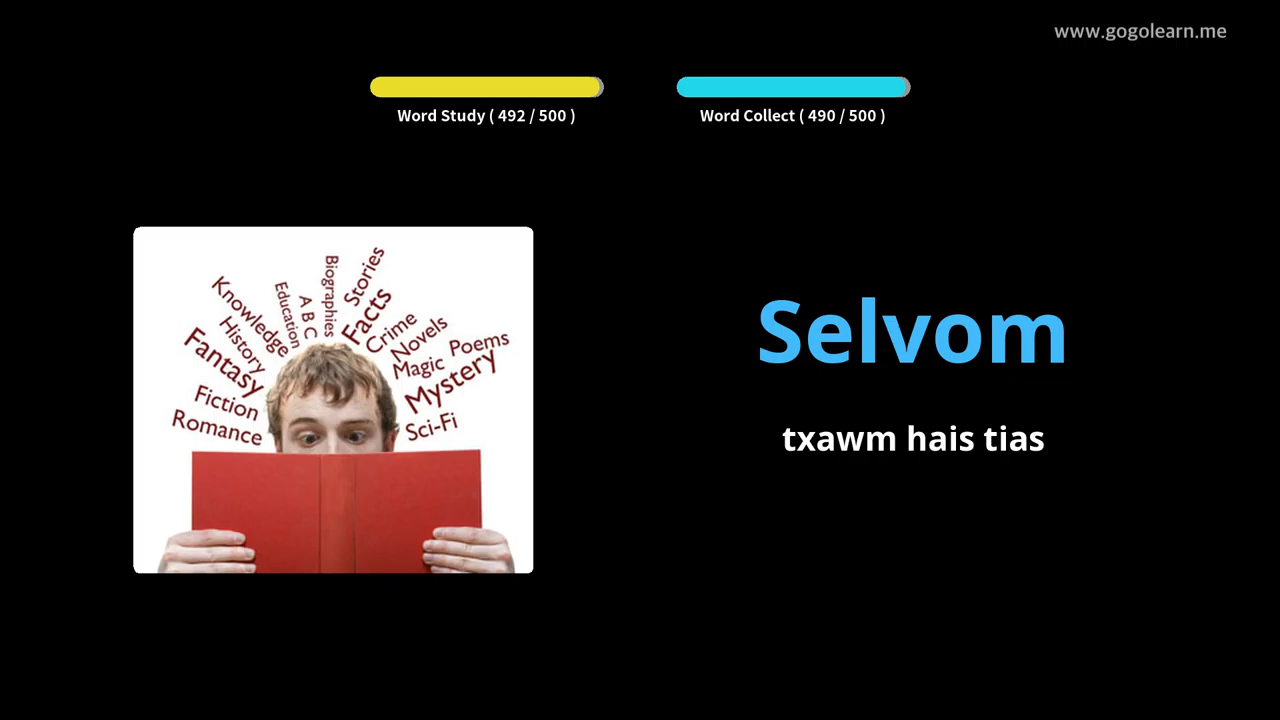 www.gogolearn.me
Word Study ( 492 / 500 )
Word Collect ( 490 / 500 )
Biographies
Stories
Education
A B C
Facts
Knowledge
Crime
History
Novels
Poems
Fantasy
Magic
Mystery
Fiction
Romance
Sci-Fi
Selvom
txawm hais tias